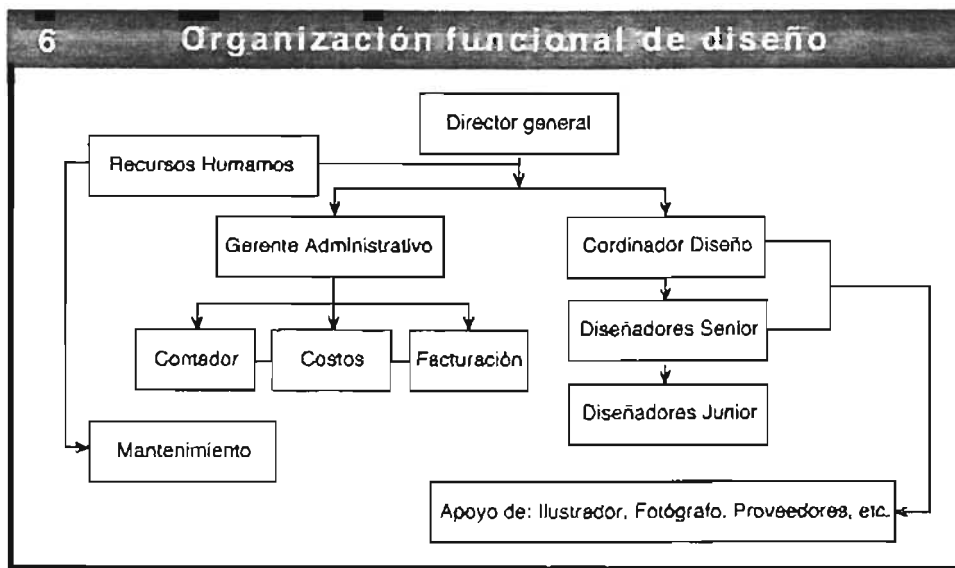 6 Organización funcional de diseño
Director general
Recursos Humamos
Gerente Administrativo
Cordinador Diseño
Diseñadores Senior
Contador
Costos
Facturación
Diseñadores Junior
Mantenimiento
Apoyo de: Ilustrador, Fotógrafo. Proveedores, etc.